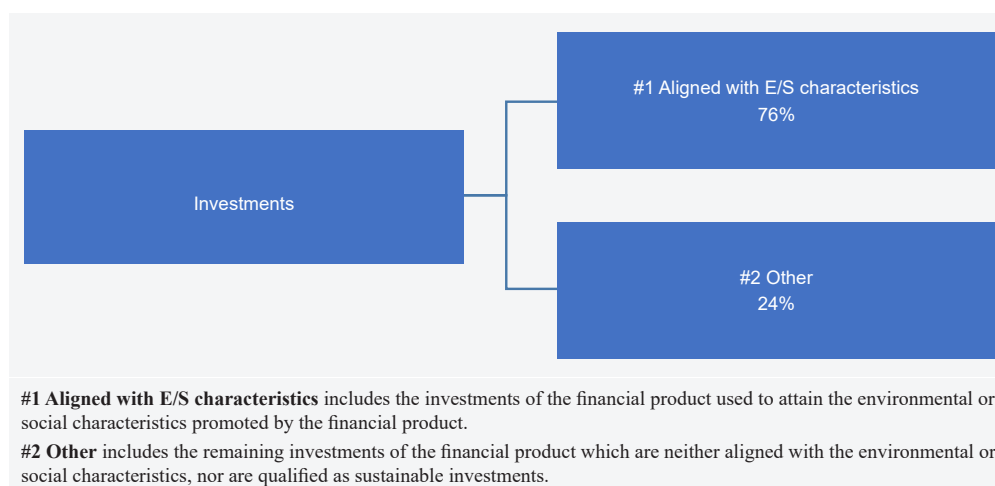 #1 Aligned with E/S characteristics
76%
Investments
#2 Other
24%
#1 Aligned with E/S characteristics includes the investments of the financial product used to attain the environmental or
social characteristics promoted by the financial product.
#2 Other includes the remaining investments of the financial product which are neither aligned with the environmental or
social characteristics, nor are qualified as sustainable investments.